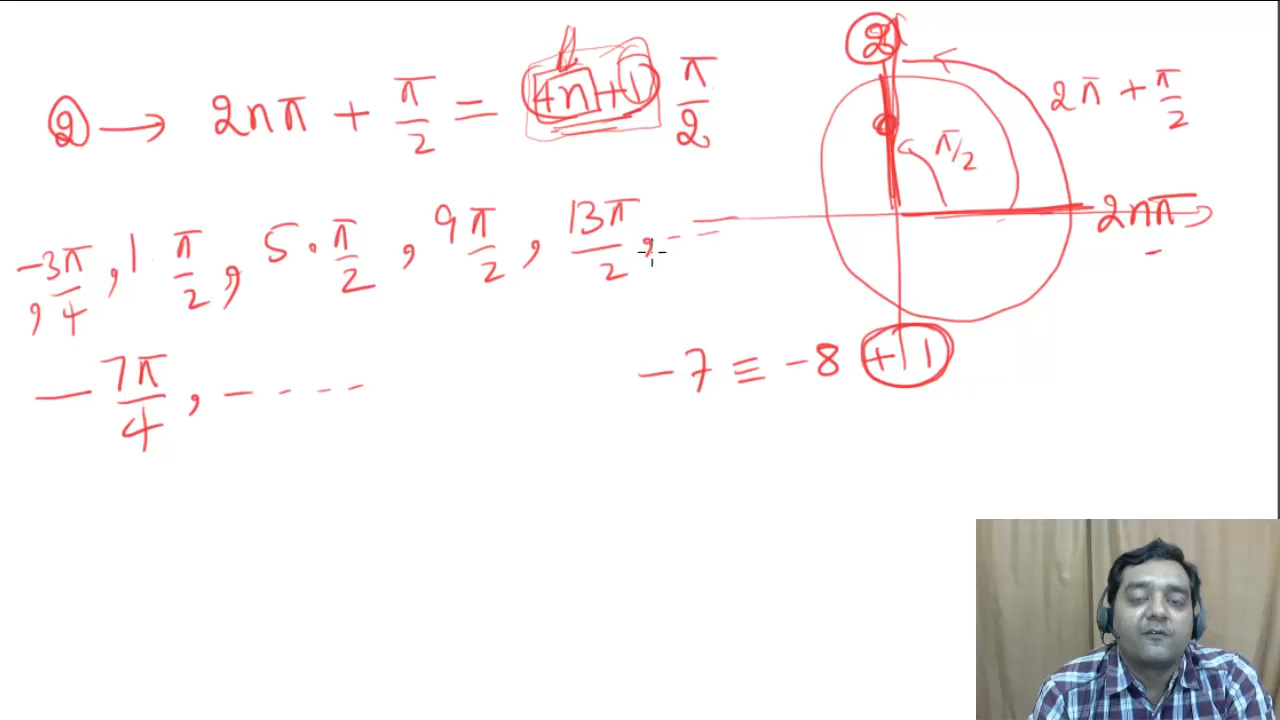 ② → 2nπ + π/2 = (4n+1) π/2
2
2π + π/2
π/2
2nπ
, -3π/4, 1 π/2, 5 · π/2, 9π/2, 13π/2, - - -
-7 ≡ -8 +1
- 7π/4, - - - -